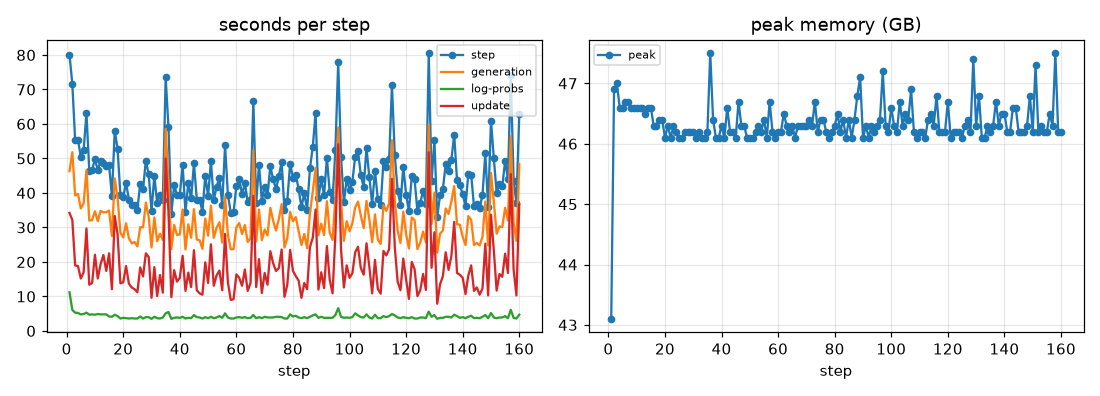 seconds per step
80
70
60
50
40
30
20
10
0
step
generation
log-probs
update
0 20 40 60 80 100 120 140 160
step
peak memory (GB)
47
46
45
44
43
peak
0 20 40 60 80 100 120 140 160
step